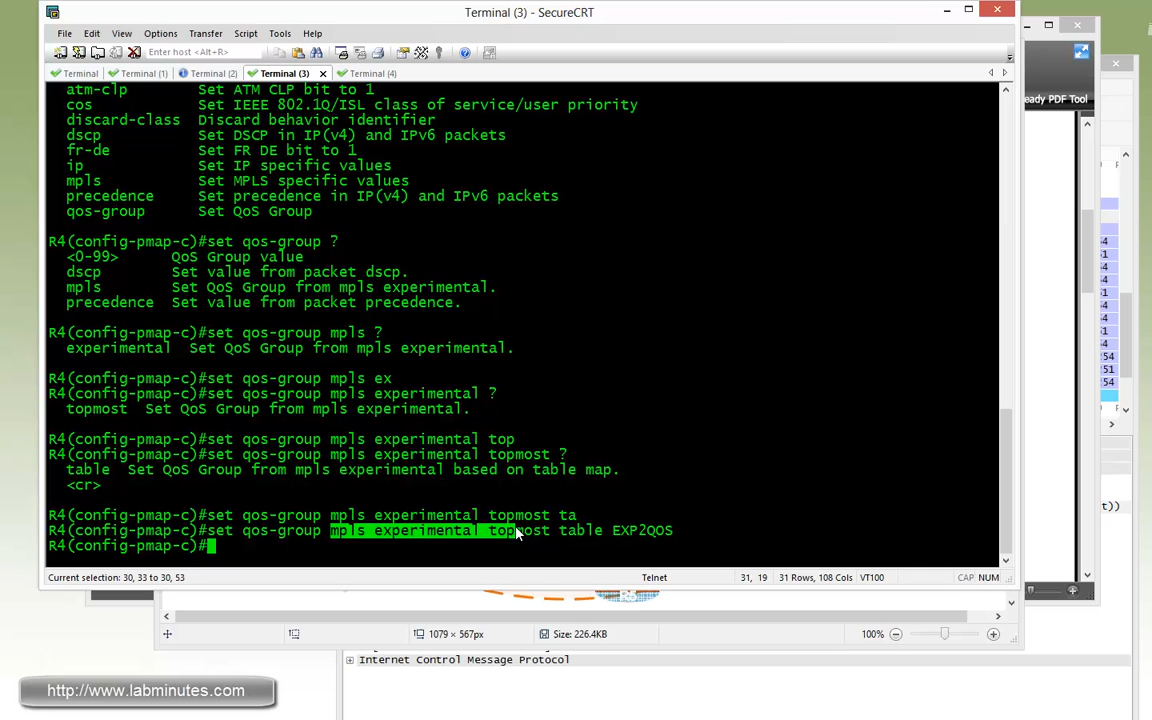 Terminal (3) - SecureCRT
File Edit View Options Transfer Script Tools Help
Enter host <Alt+R>
Terminal Terminal (1) Terminal (2) Terminal (3) Terminal (4)
atm-clp Set ATM CLP bit to 1
cos Set IEEE 802.1Q/ISL class of service/user priority
discard-class Discard behavior identifier
dscp Set DSCP in IP(v4) and IPv6 packets
fr-de Set FR DE bit to 1
ip Set IP specific values
mpls Set MPLS specific values
precedence Set precedence in IP(v4) and IPv6 packets
qos-group Set QoS Group
R4(config-pmap-c)#set qos-group ?
<0-99> QoS Group value
dscp Set value from packet dscp.
mpls Set QoS Group from mpls experimental.
precedence Set value from packet precedence.
R4(config-pmap-c)#set qos-group mpls ?
experimental Set QoS Group from mpls experimental.
R4(config-pmap-c)#set qos-group mpls ex
R4(config-pmap-c)#set qos-group mpls experimental ?
topmost Set QoS Group from mpls experimental.
R4(config-pmap-c)#set qos-group mpls experimental top
R4(config-pmap-c)#set qos-group mpls experimental topmost ?
table Set QoS Group from mpls experimental based on table map.
<cr>
R4(config-pmap-c)#set qos-group mpls experimental topmost ta
R4(config-pmap-c)#set qos-group mpls experimental topmost table EXP2QOS
R4(config-pmap-c)#
Current selection: 30, 33 to 30, 53 Telnet 31, 19 31 Rows, 108 Cols VT100 CAP NUM
eady PDF Tool
54
51
54
51
54
51
54
254
251
254
t))
1079 × 567px Size: 226.4KB 100%
Internet Control Message Protocol
http://www.labminutes.com